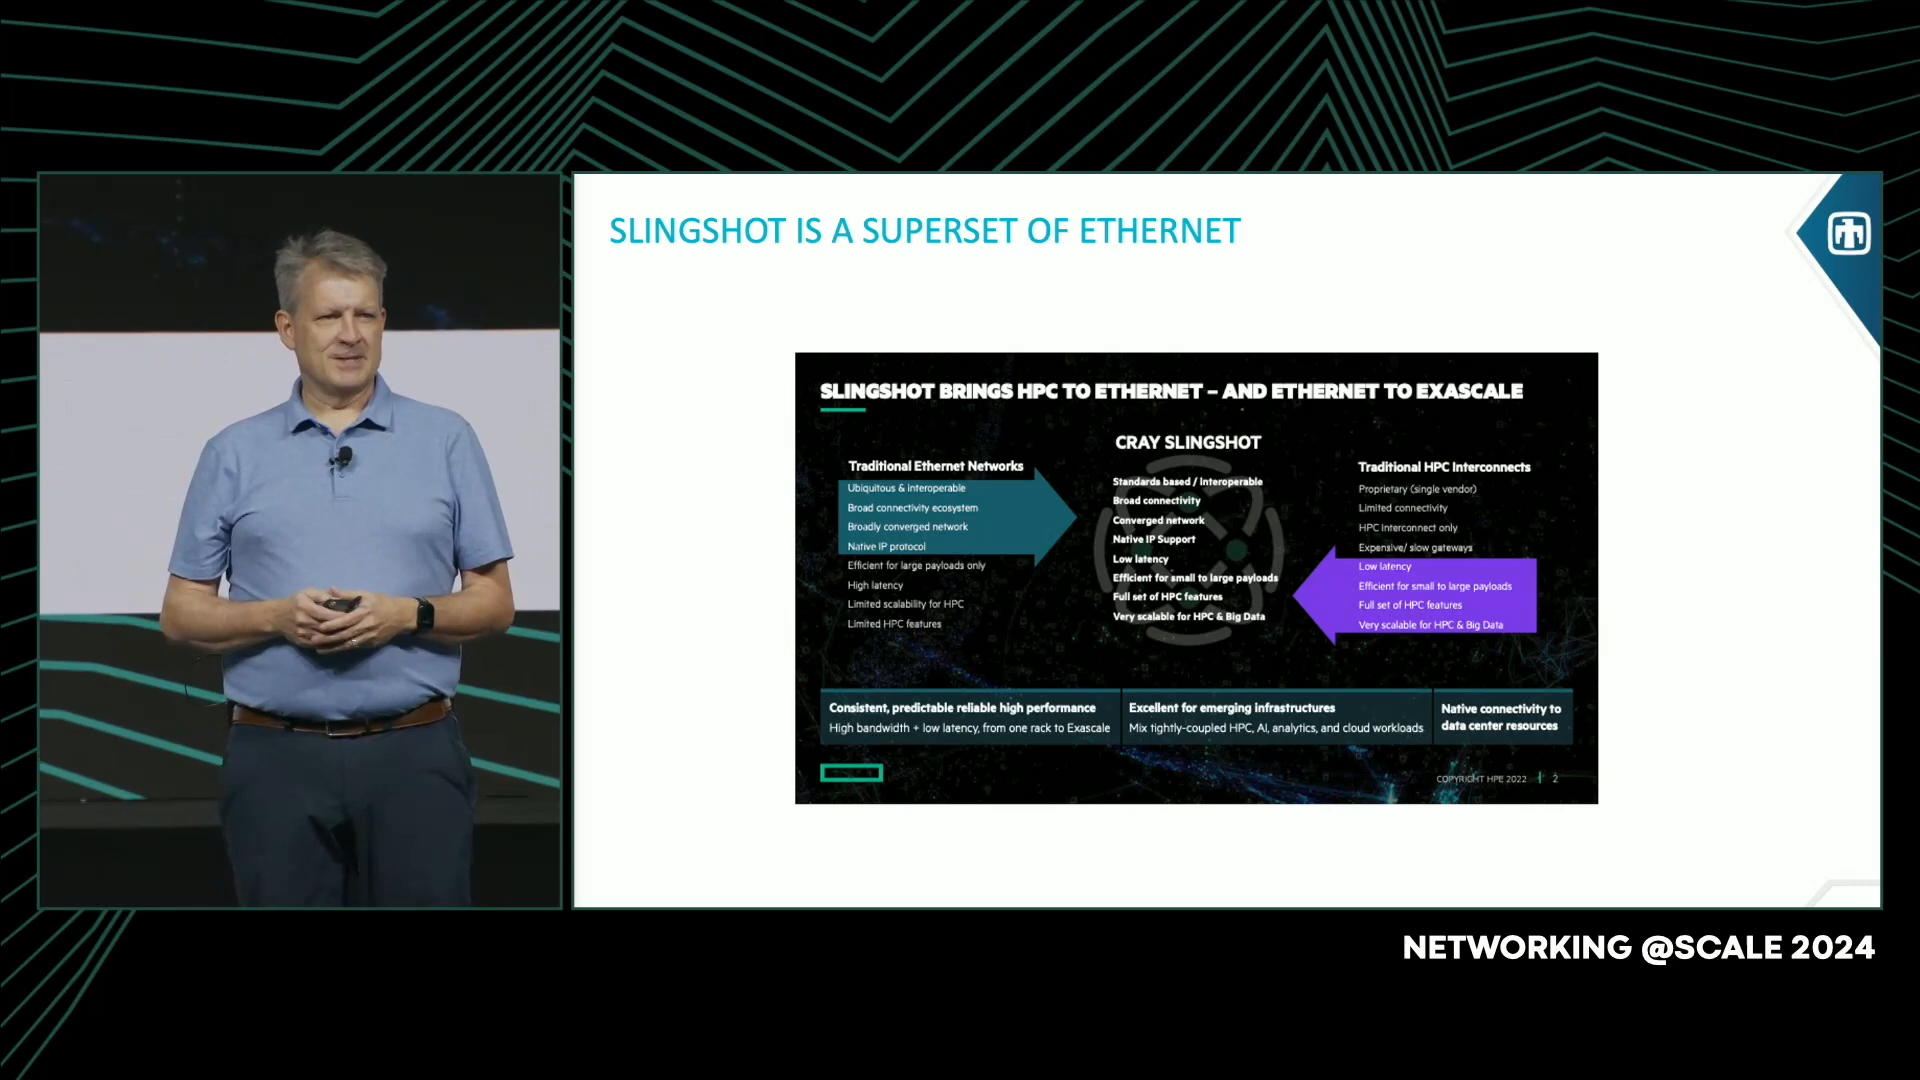 SLINGSHOT IS A SUPERSET OF ETHERNET
SLINGSHOT BRINGS HPC TO ETHERNET – AND ETHERNET TO EXASCALE
Traditional Ethernet Networks
Ubiquitous & interoperable
Broad connectivity ecosystem
Broadly converged network
Native IP protocol
Efficient for large payloads only
High latency
Limited scalability for HPC
Limited HPC features
CRAY SLINGSHOT
Standards based / interoperable
Broad connectivity
Converged network
Native IP Support
Low latency
Efficient for small to large payloads
Full set of HPC features
Very scalable for HPC & Big Data
Traditional HPC Interconnects
Proprietary (single vendor)
Limited connectivity
HPC interconnect only
Expensive/ slow gateways
Low latency
Efficient for small to large payloads
Full set of HPC features
Very scalable for HPC & Big Data
Consistent, predictable reliable high performance
High bandwidth + low latency, from one rack to Exascale
Excellent for emerging infrastructures
Mix tightly-coupled HPC, AI, analytics, and cloud workloads
Native connectivity to
data center resources
COPYRIGHT HPE 2022 | 2
NETWORKING @SCALE 2024